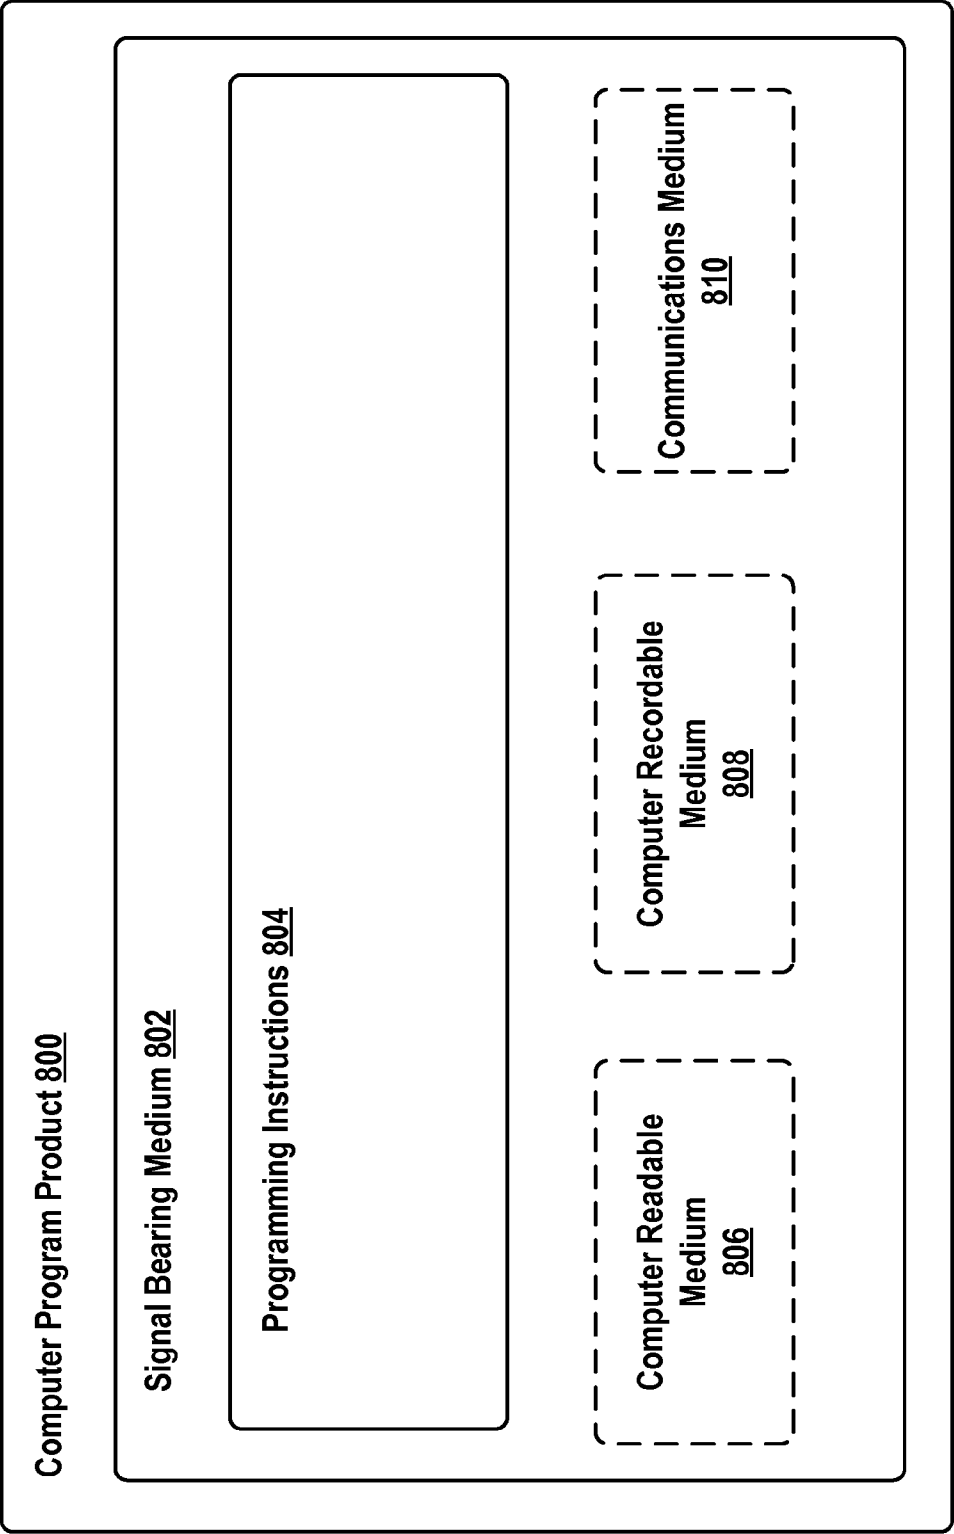 Computer Program Product 800
Signal Bearing Medium 802
Programming Instructions 804
Computer Readable
Medium
806
Computer Recordable
Medium
808
Communications Medium
810